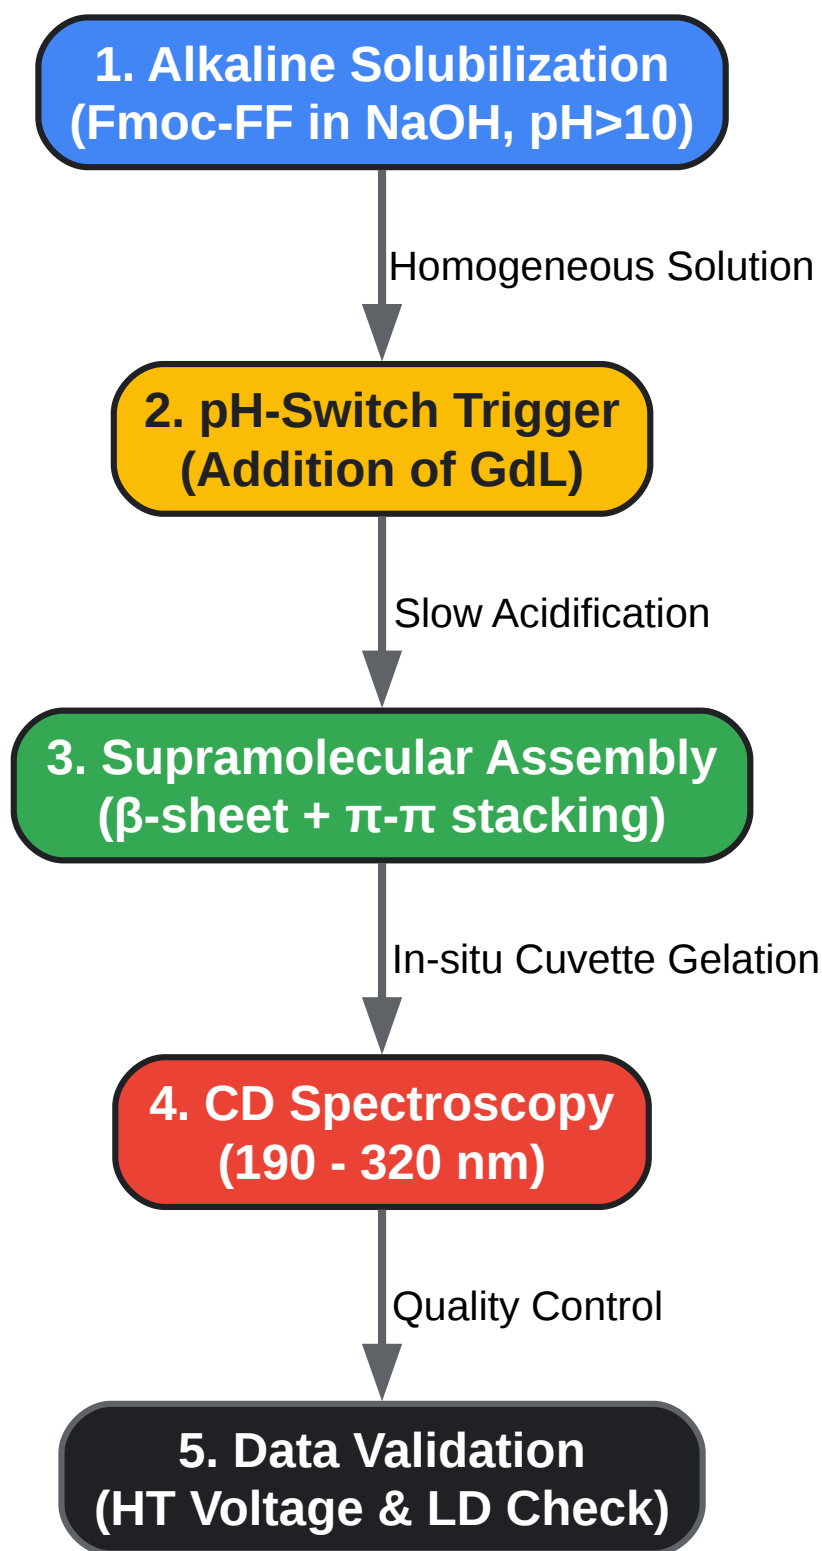 1. Alkaline Solubilization
(Fmoc-FF in NaOH, pH>10)
Homogeneous Solution
2. pH-Switch Trigger
(Addition of GdL)
Slow Acidification
3. Supramolecular Assembly
(β-sheet + π-π stacking)
In-situ Cuvette Gelation
4. CD Spectroscopy
(190 - 320 nm)
Quality Control
5. Data Validation
(HT Voltage & LD Check)